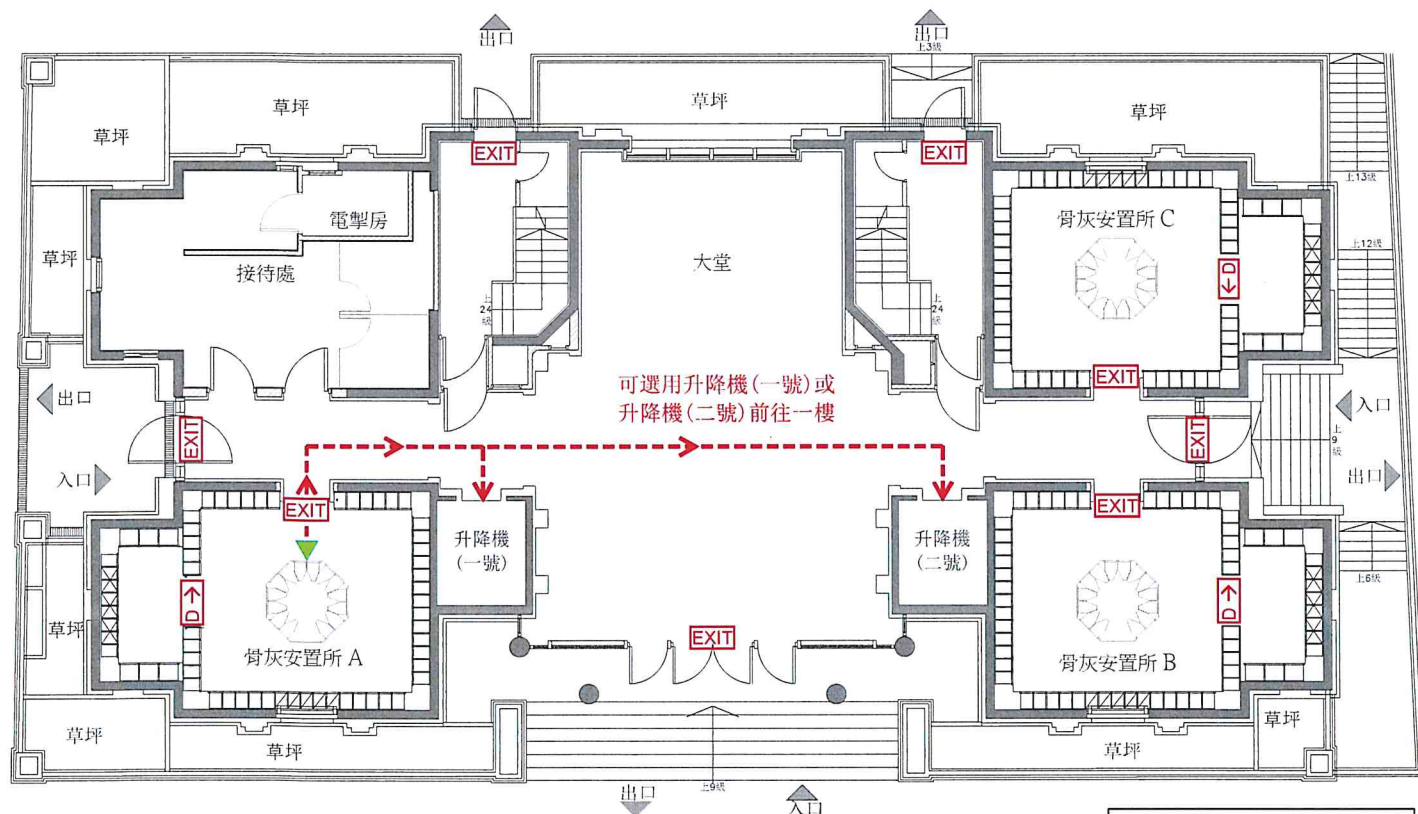 出口
出口
上3級
草坪
草坪
草坪
草坪
EXIT
EXIT
上13級
電掣房
骨灰安置所 C
草坪
接待處
大堂
上12級
D
上
24
級
上
24
級
可選用升降機(一號)或
升降機(二號)前往一樓
EXIT
出口
入口
EXIT
EXIT
上
9
級
入口
出口
EXIT
EXIT
升降機
(一號)
升降機
(二號)
上6級
D
D
草坪
EXIT
骨灰安置所 A
骨灰安置所 B
草坪
草坪
草坪
草坪
上9級
出口
入口